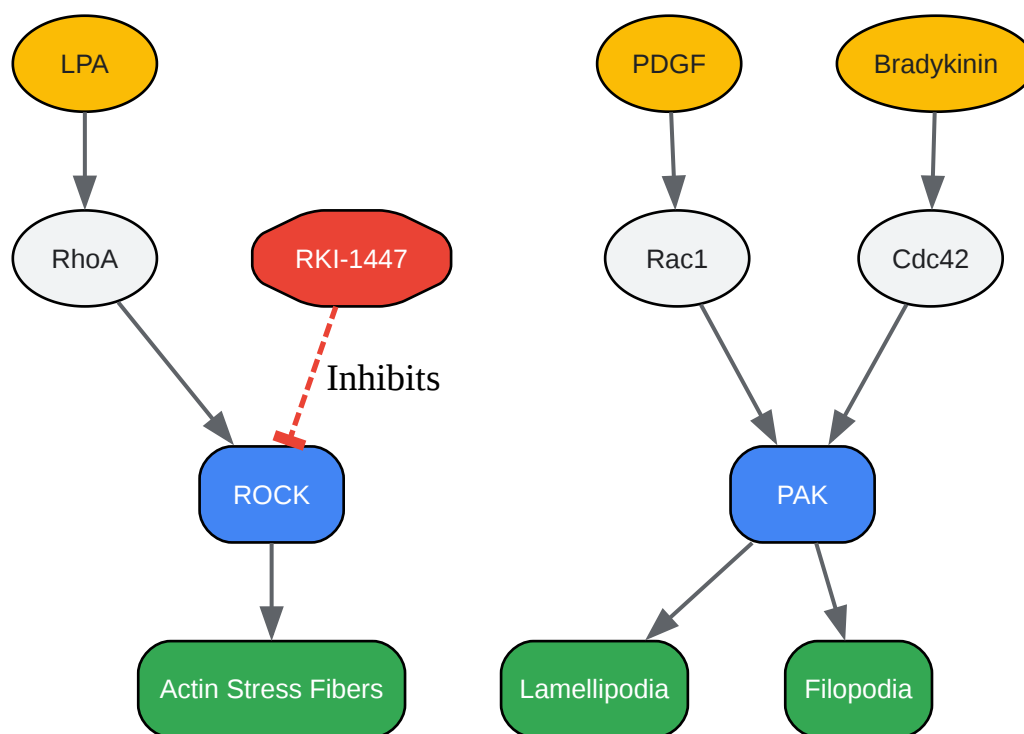 LPA
PDGF
Bradykinin
RhoA
RKI-1447
Rac1
Cdc42
Inhibits
ROCK
PAK
Actin Stress Fibers
Lamellipodia
Filopodia